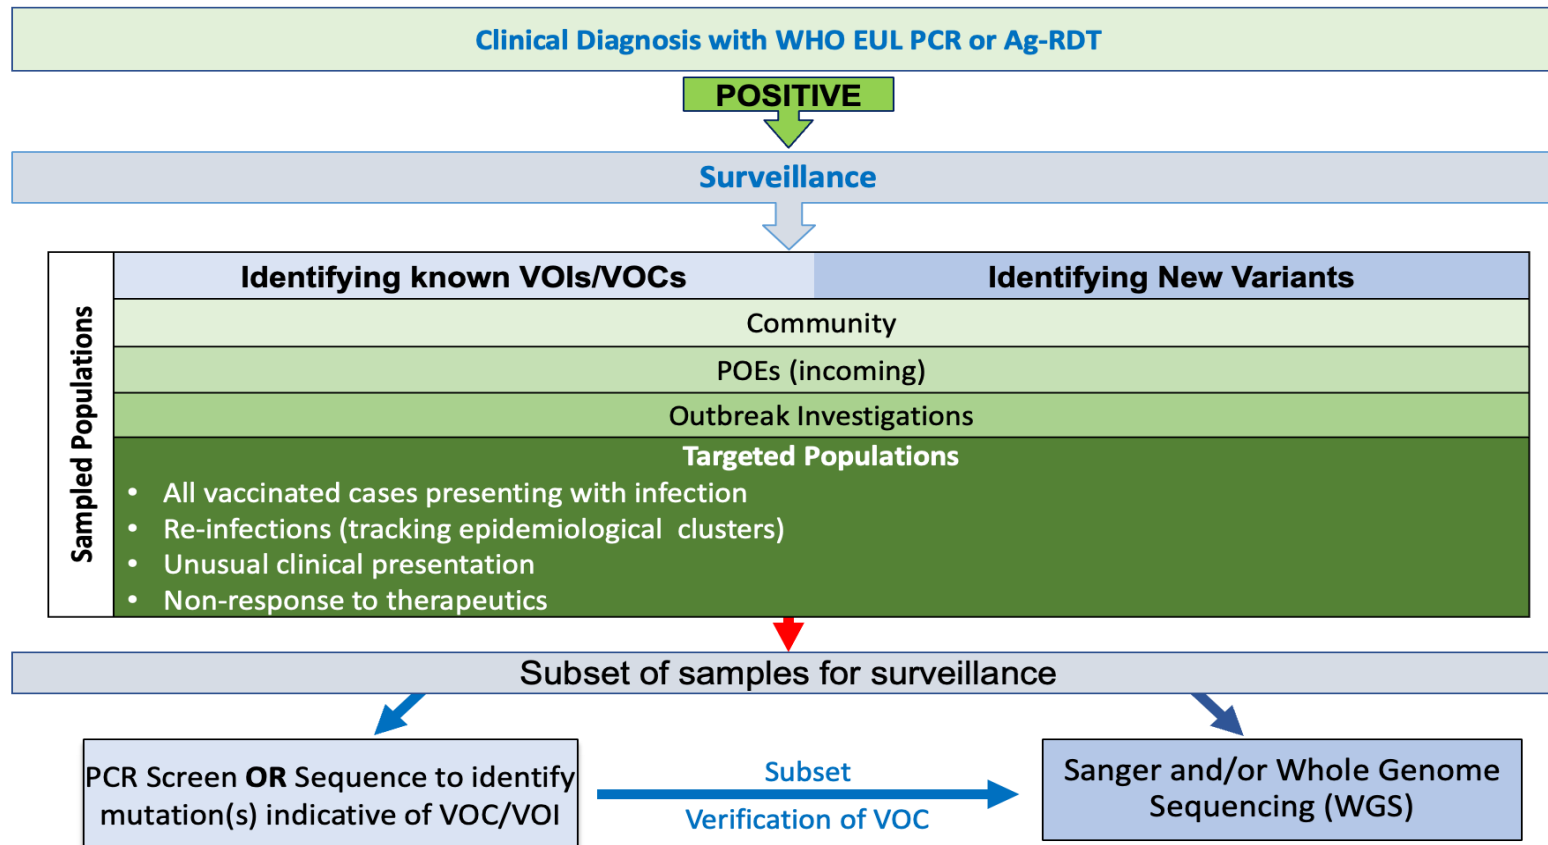 Clinical Diagnosis with WHO EUL PCR or Ag-RDT
POSITIVE
Surveillance
Sampled Populations
Identifying known VOIs/VOCs
Identifying New Variants
Community
POEs (incoming)
Outbreak Investigations
Targeted Populations
• All vaccinated cases presenting with infection
• Re-infections (tracking epidemiological clusters)
• Unusual clinical presentation
• Non-response to therapeutics
Subset of samples for surveillance
PCR Screen OR Sequence to identify
mutation(s) indicative of VOC/VOI
Subset
Verification of VOC
Sanger and/or Whole Genome
Sequencing (WGS)